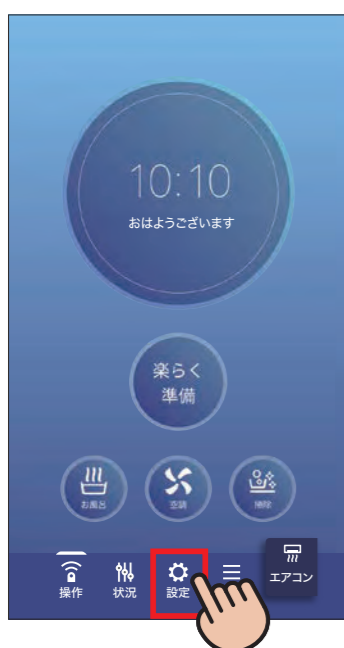 10:10
おはようございます
楽らく
準備
お風呂
空調
掃除
操作
状況
設定
エアコン